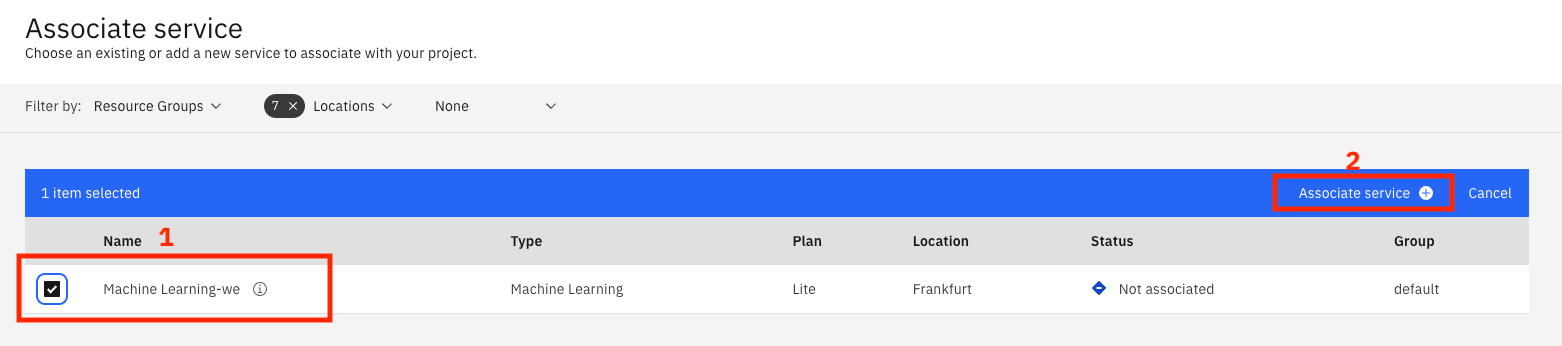 Associate service
Choose an existing or add a new service to associate with your project.
Filter by: Resource Groups 7 Locations None
2
1 item selected Associate service Cancel
Name 1 Type Plan Location Status Group
Machine Learning-we Machine Learning Lite Frankfurt Not associated default